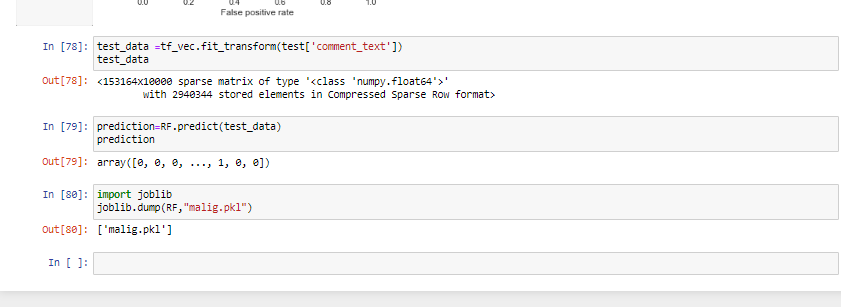 0.0 0.2 0.4 0.6 0.8 1.0
False positive rate
In [78]: test_data =tf_vec.fit_transform(test['comment_text'])
test_data
Out[78]: <153164x10000 sparse matrix of type '<class 'numpy.float64'>'
with 2940344 stored elements in Compressed Sparse Row format>
In [79]: prediction=RF.predict(test_data)
prediction
Out[79]: array([0, 0, 0, ..., 1, 0, 0])
In [80]: import joblib
joblib.dump(RF,"malig.pkl")
Out[80]: ['malig.pkl']
In [ ]: